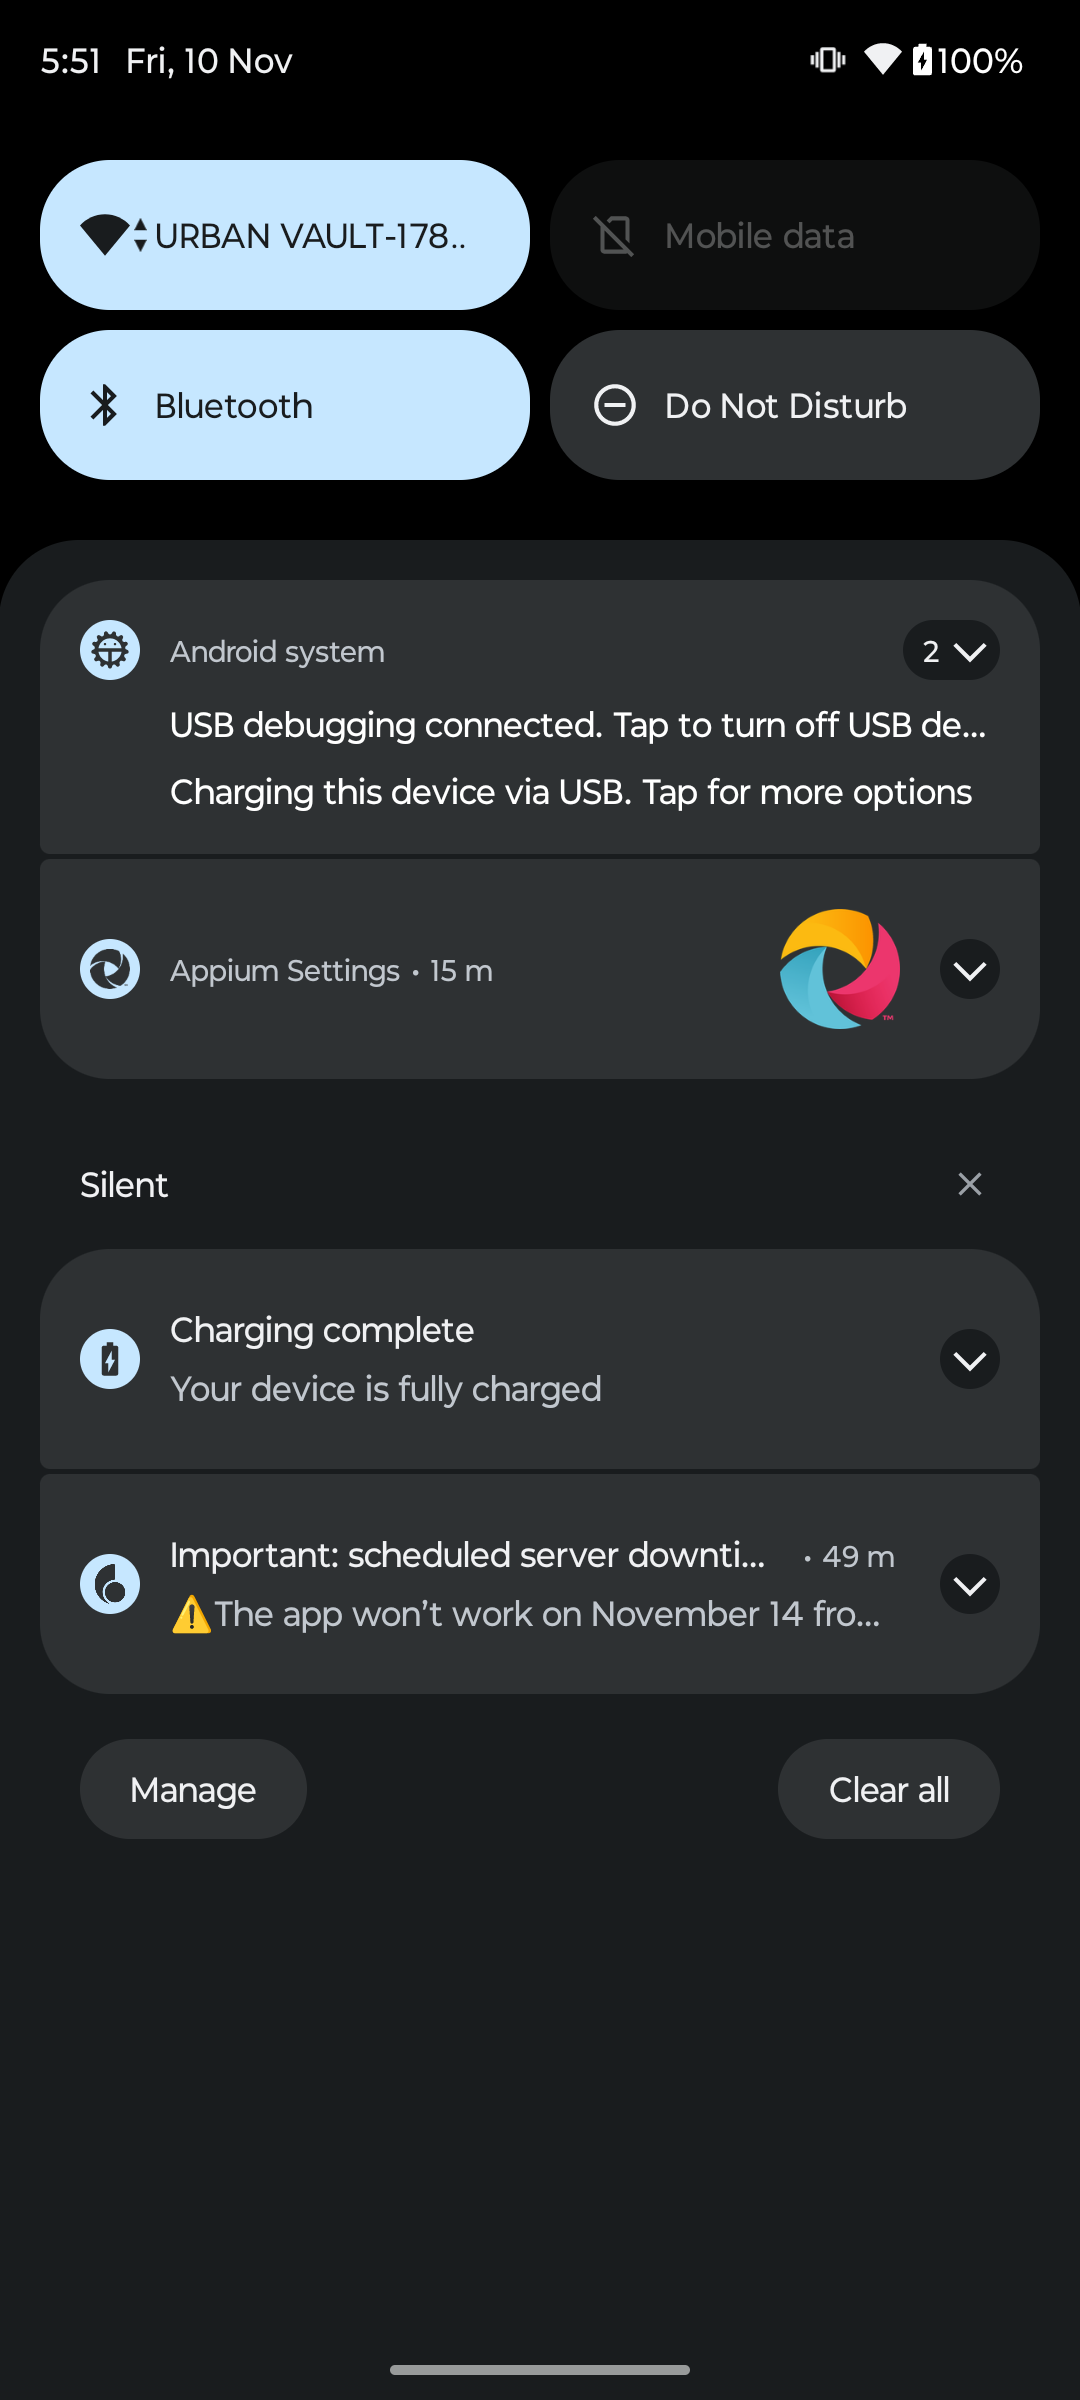 5:51 Fri, 10 Nov 100%
URBAN VAULT-178.. Mobile data
Bluetooth Do Not Disturb
Android system 2
USB debugging connected. Tap to turn off USB de...
Charging this device via USB. Tap for more options
Appium Settings • 15 m
TM
Silent
Charging complete
Your device is fully charged
Important: scheduled server downti... • 49 m
⚠️The app won’t work on November 14 fro...
Manage Clear all